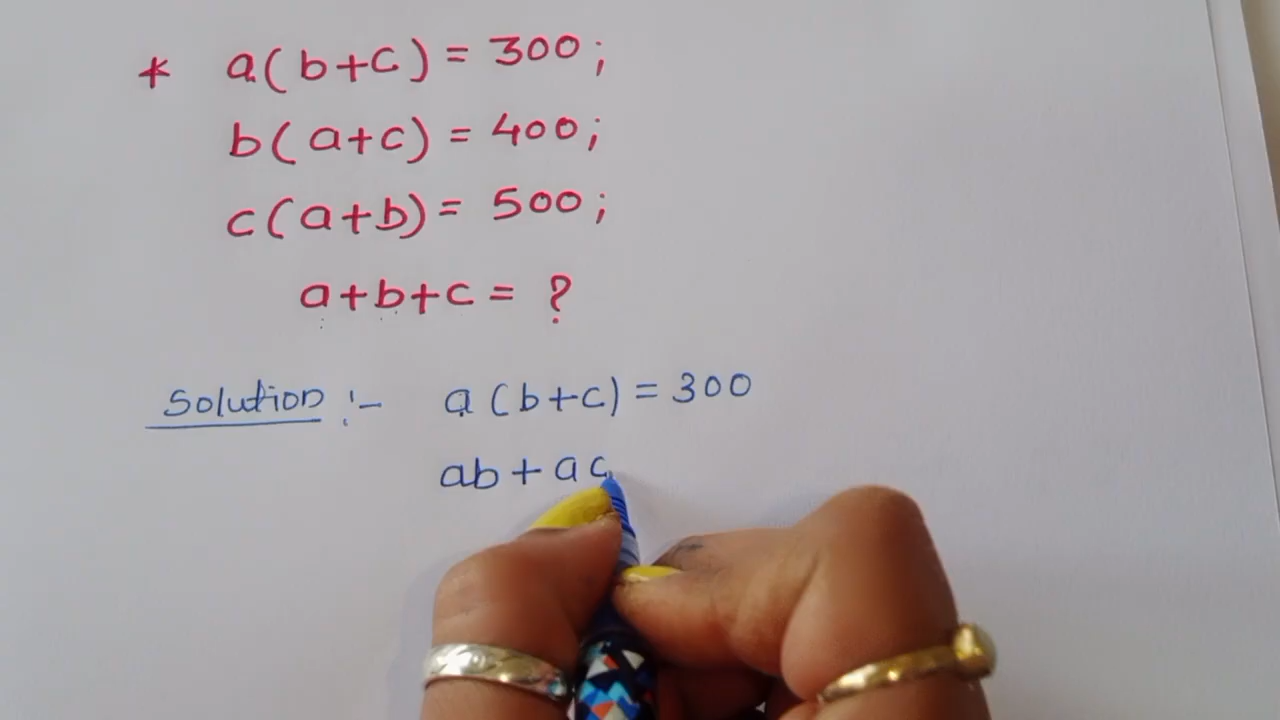 * a(b+c) = 300;
b(a+c) = 400;
c(a+b) = 500;
a+b+c = ?
Solution :- a(b+c) = 300
ab + ac